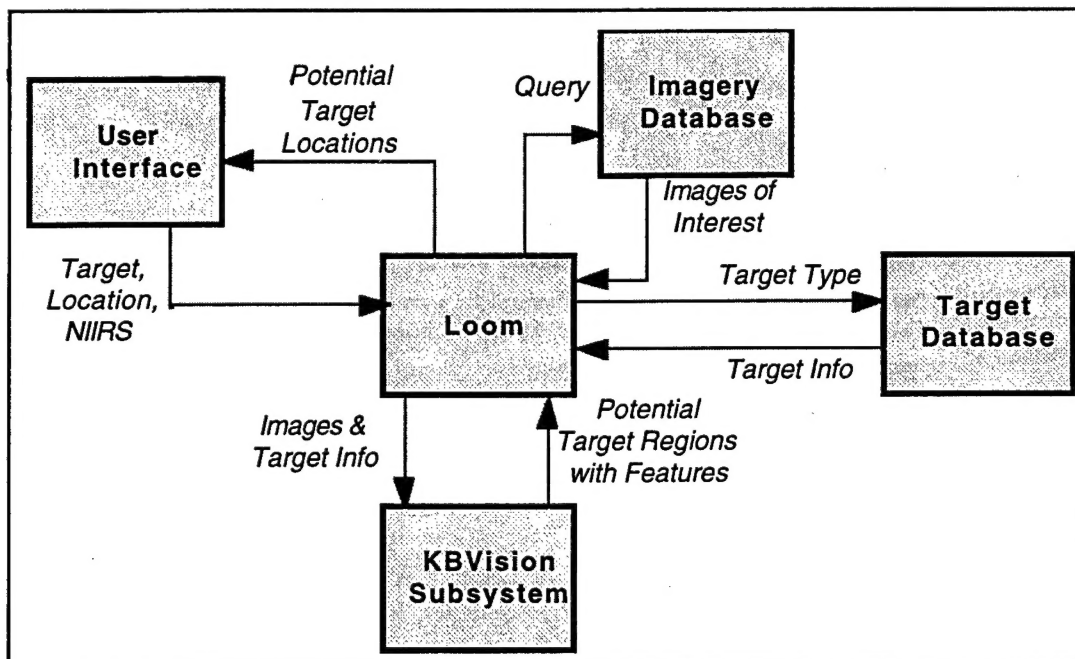 User
Interface
Potential
Target
Locations
Query
Imagery
Database
Images of
Interest
Target,
Location,
NIIRS
Loom
Target Type
Target Info
Target
Database
Images &
Target Info
Potential
Target Regions
with Features
KBVision
Subsystem